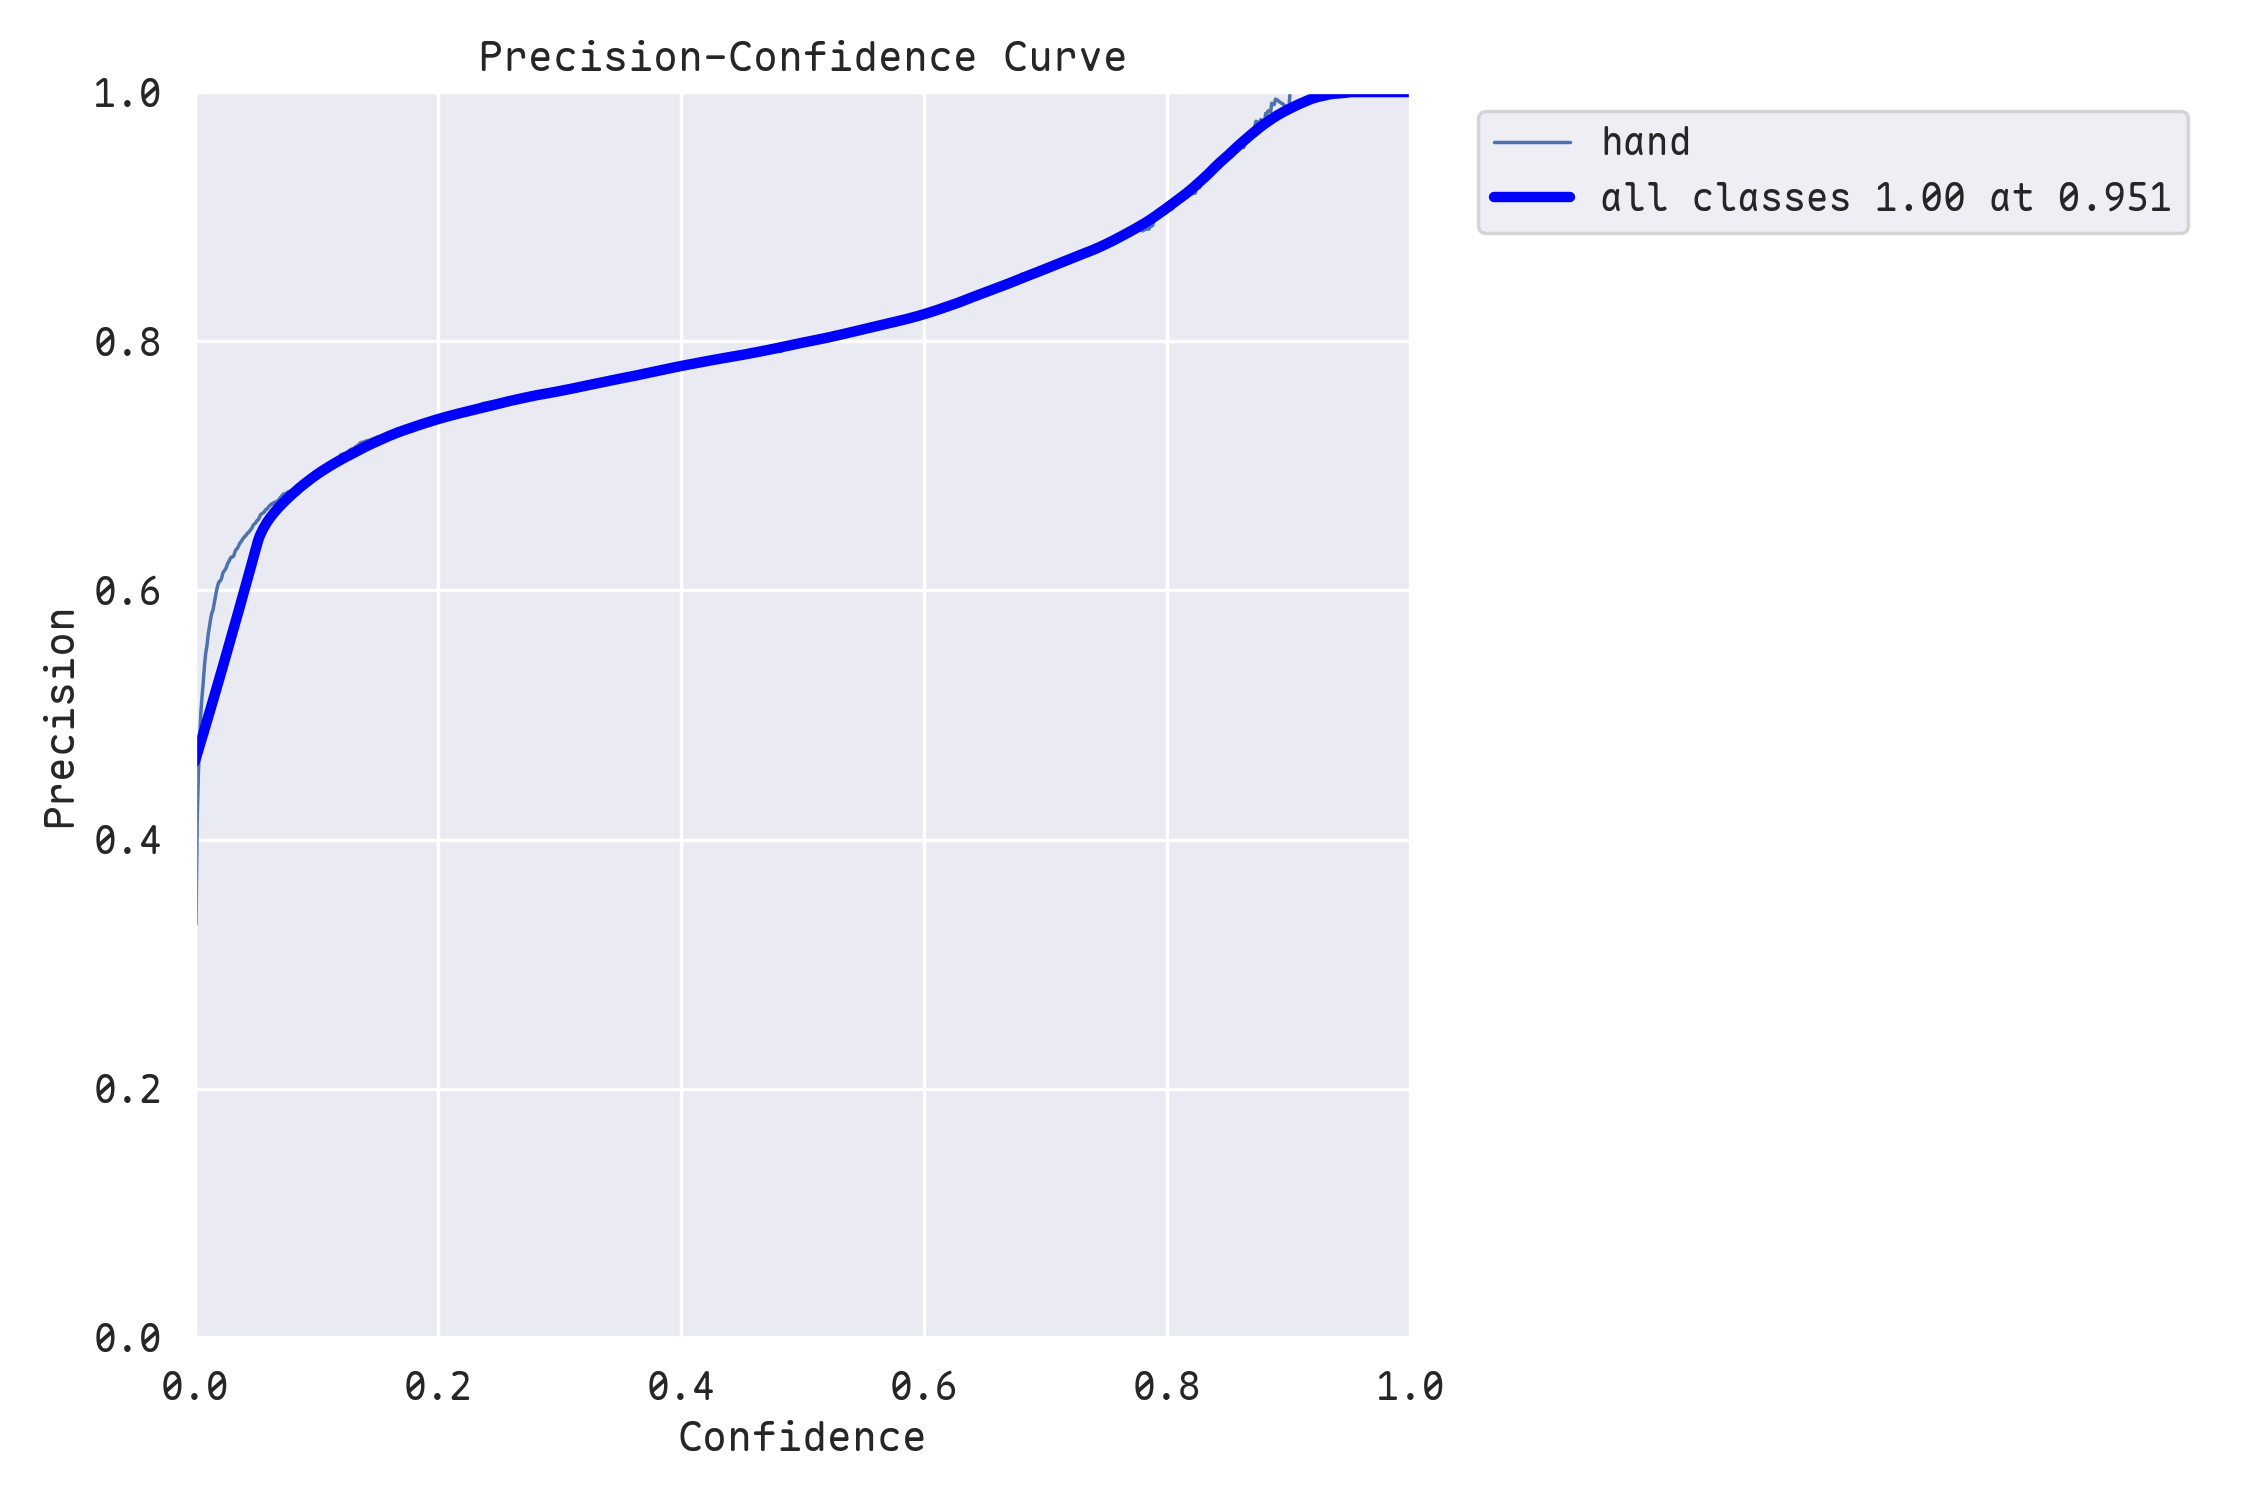 Precision-Confidence Curve
1.0
0.8
0.6
0.4
0.2
0.0
Precision
0.0 0.2 0.4 0.6 0.8 1.0
Confidence
hand
all classes 1.00 at 0.951